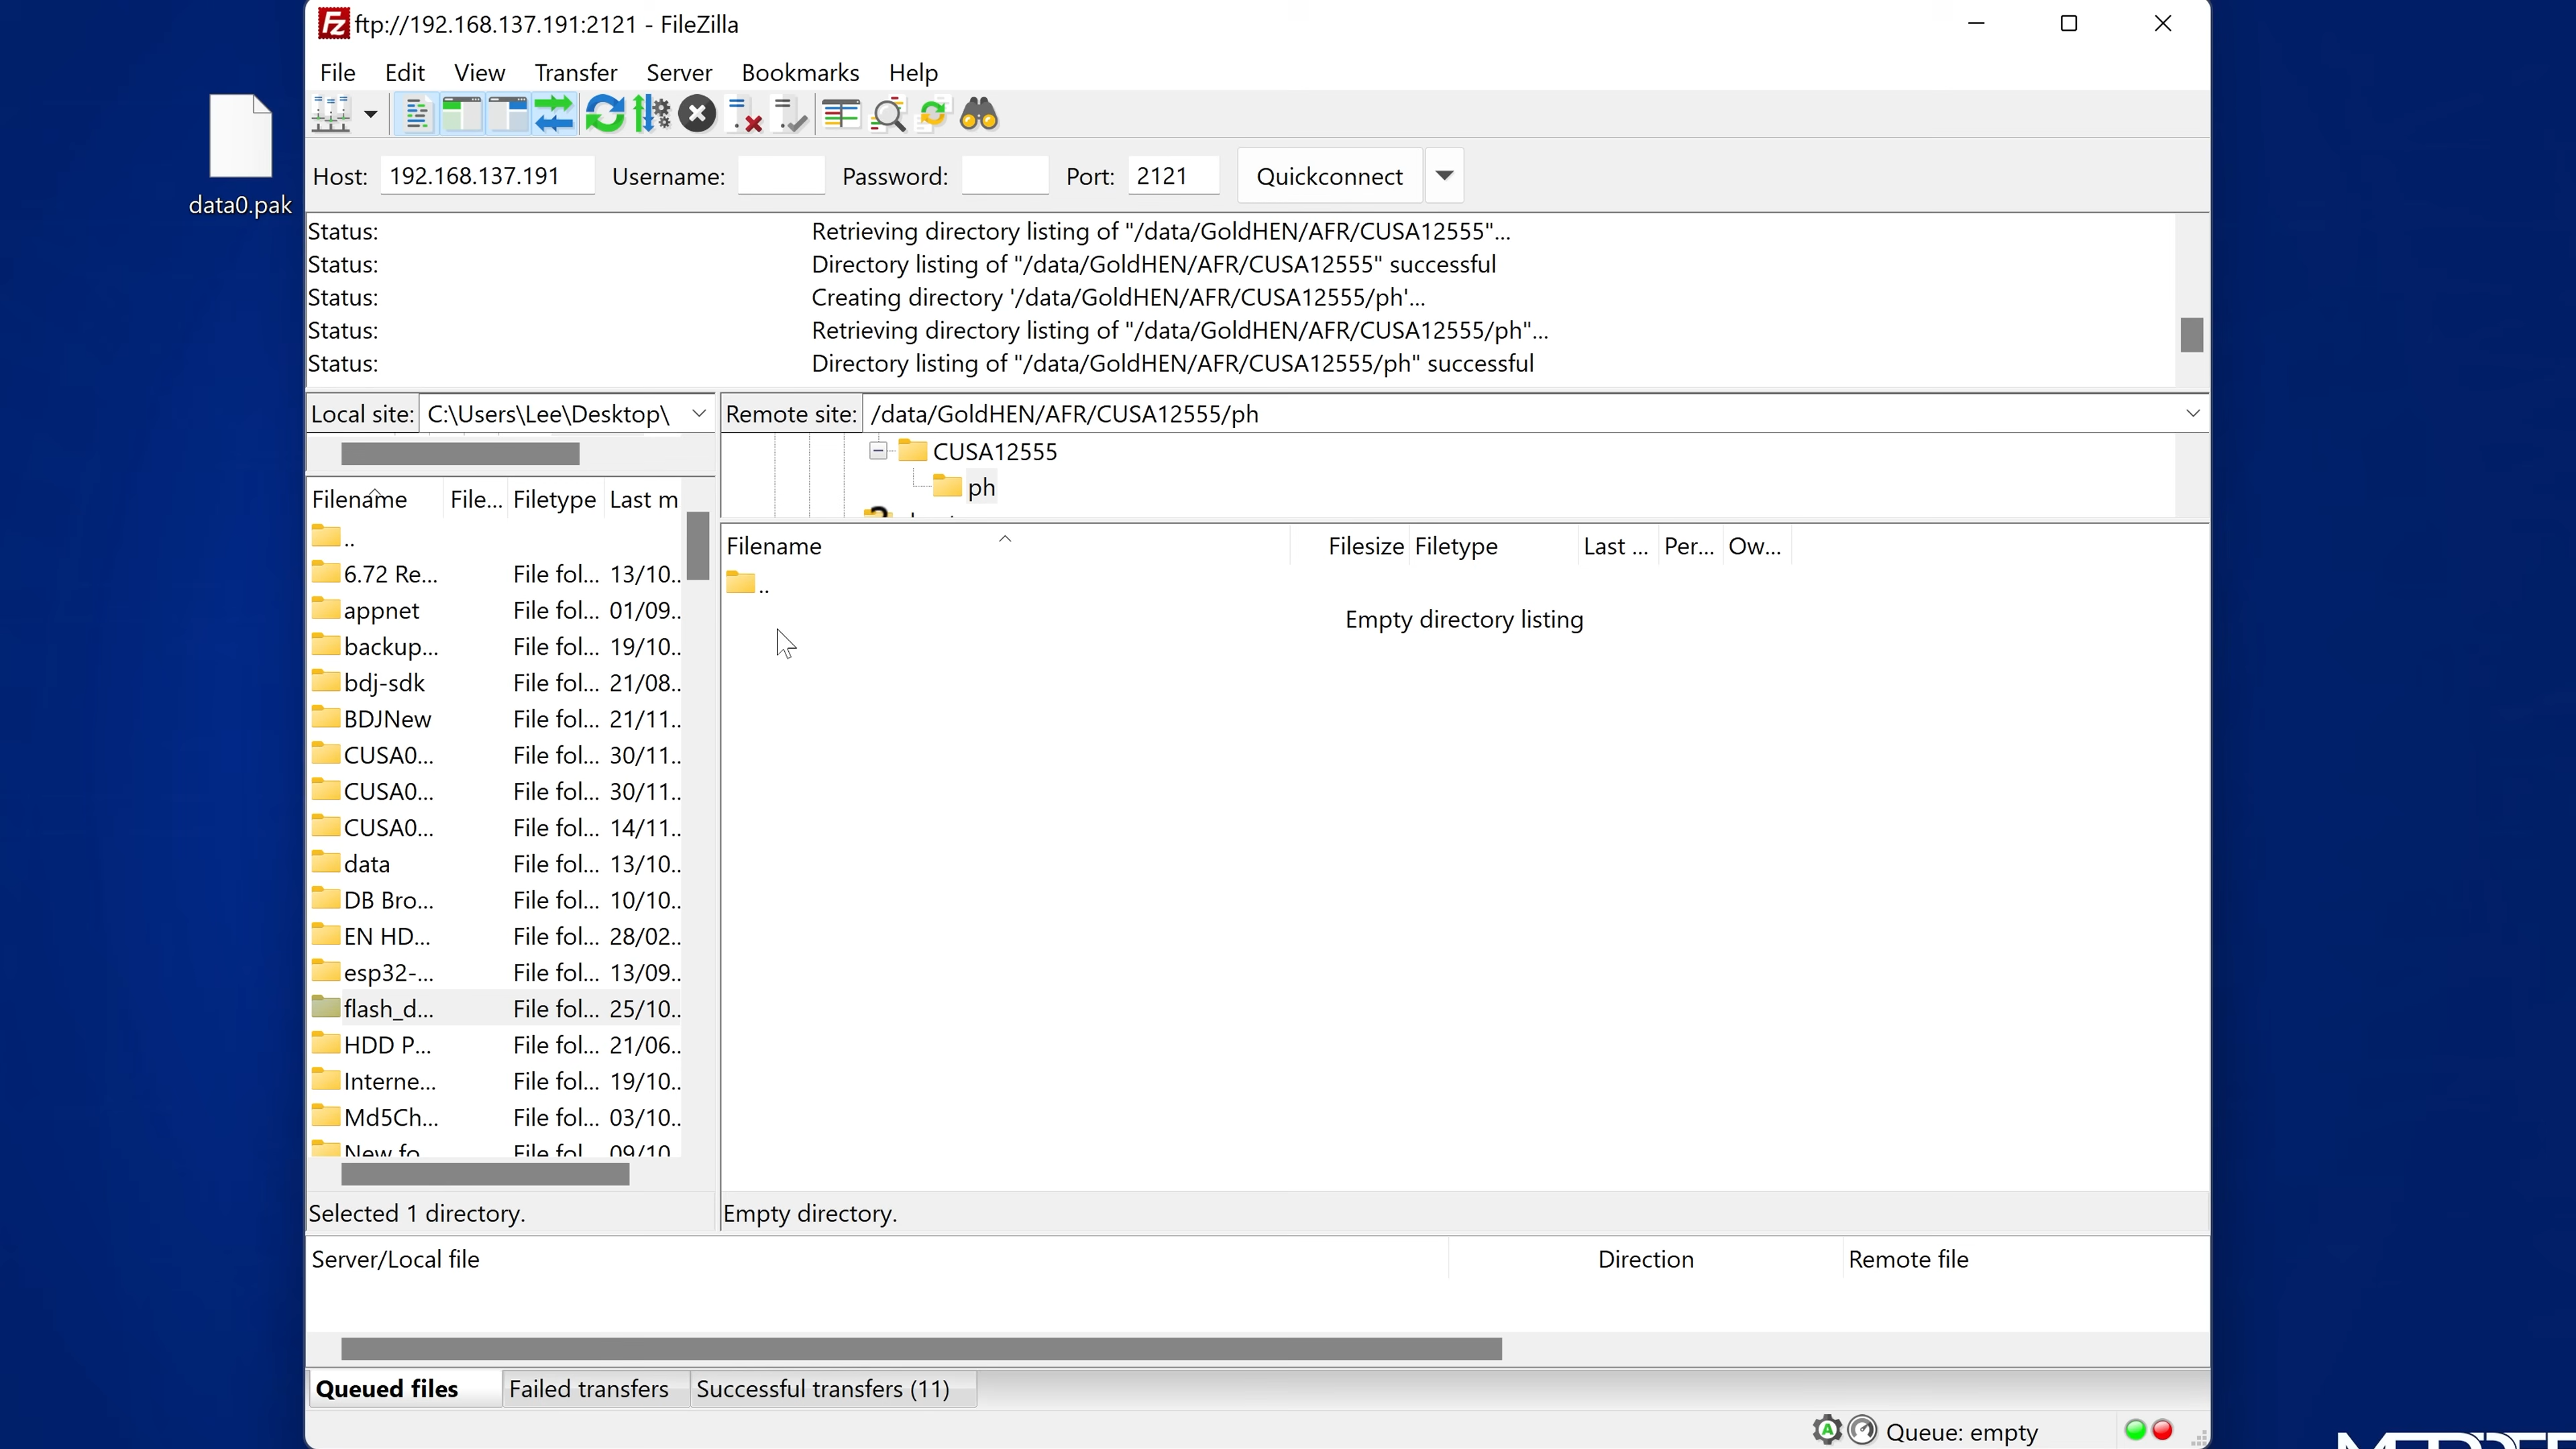 ftp://192.168.137.191:2121 - FileZilla
File Edit View Transfer Server Bookmarks Help
data0.pak
Host: 192.168.137.191 Username: Password: Port: 2121 Quickconnect
Status: Retrieving directory listing of "/data/GoldHEN/AFR/CUSA12555"...
Status: Directory listing of "/data/GoldHEN/AFR/CUSA12555" successful
Status: Creating directory '/data/GoldHEN/AFR/CUSA12555/ph'...
Status: Retrieving directory listing of "/data/GoldHEN/AFR/CUSA12555/ph"...
Status: Directory listing of "/data/GoldHEN/AFR/CUSA12555/ph" successful
Local site: C:\Users\Lee\Desktop\
Filename File... Filetype Last m
..
6.72 Re... File fol... 13/10..
appnet File fol... 01/09..
backup... File fol... 19/10..
bdj-sdk File fol... 21/08..
BDJNew File fol... 21/11..
CUSA0... File fol... 30/11..
CUSA0... File fol... 30/11..
CUSA0... File fol... 14/11..
data File fol... 13/10..
DB Bro... File fol... 10/10..
EN HD... File fol... 28/02..
esp32-... File fol... 13/09..
flash_d... File fol... 25/10..
HDD P... File fol... 21/06..
Interne... File fol... 19/10..
Md5Ch... File fol... 03/10..
New fo File fol 09/10
Selected 1 directory.
Remote site: /data/GoldHEN/AFR/CUSA12555/ph
CUSA12555
ph
Filename Filesize Filetype Last ... Per... Ow...
..
Empty directory listing
Empty directory.
Server/Local file Direction Remote file
Queued files Failed transfers Successful transfers (11)
Queue: empty